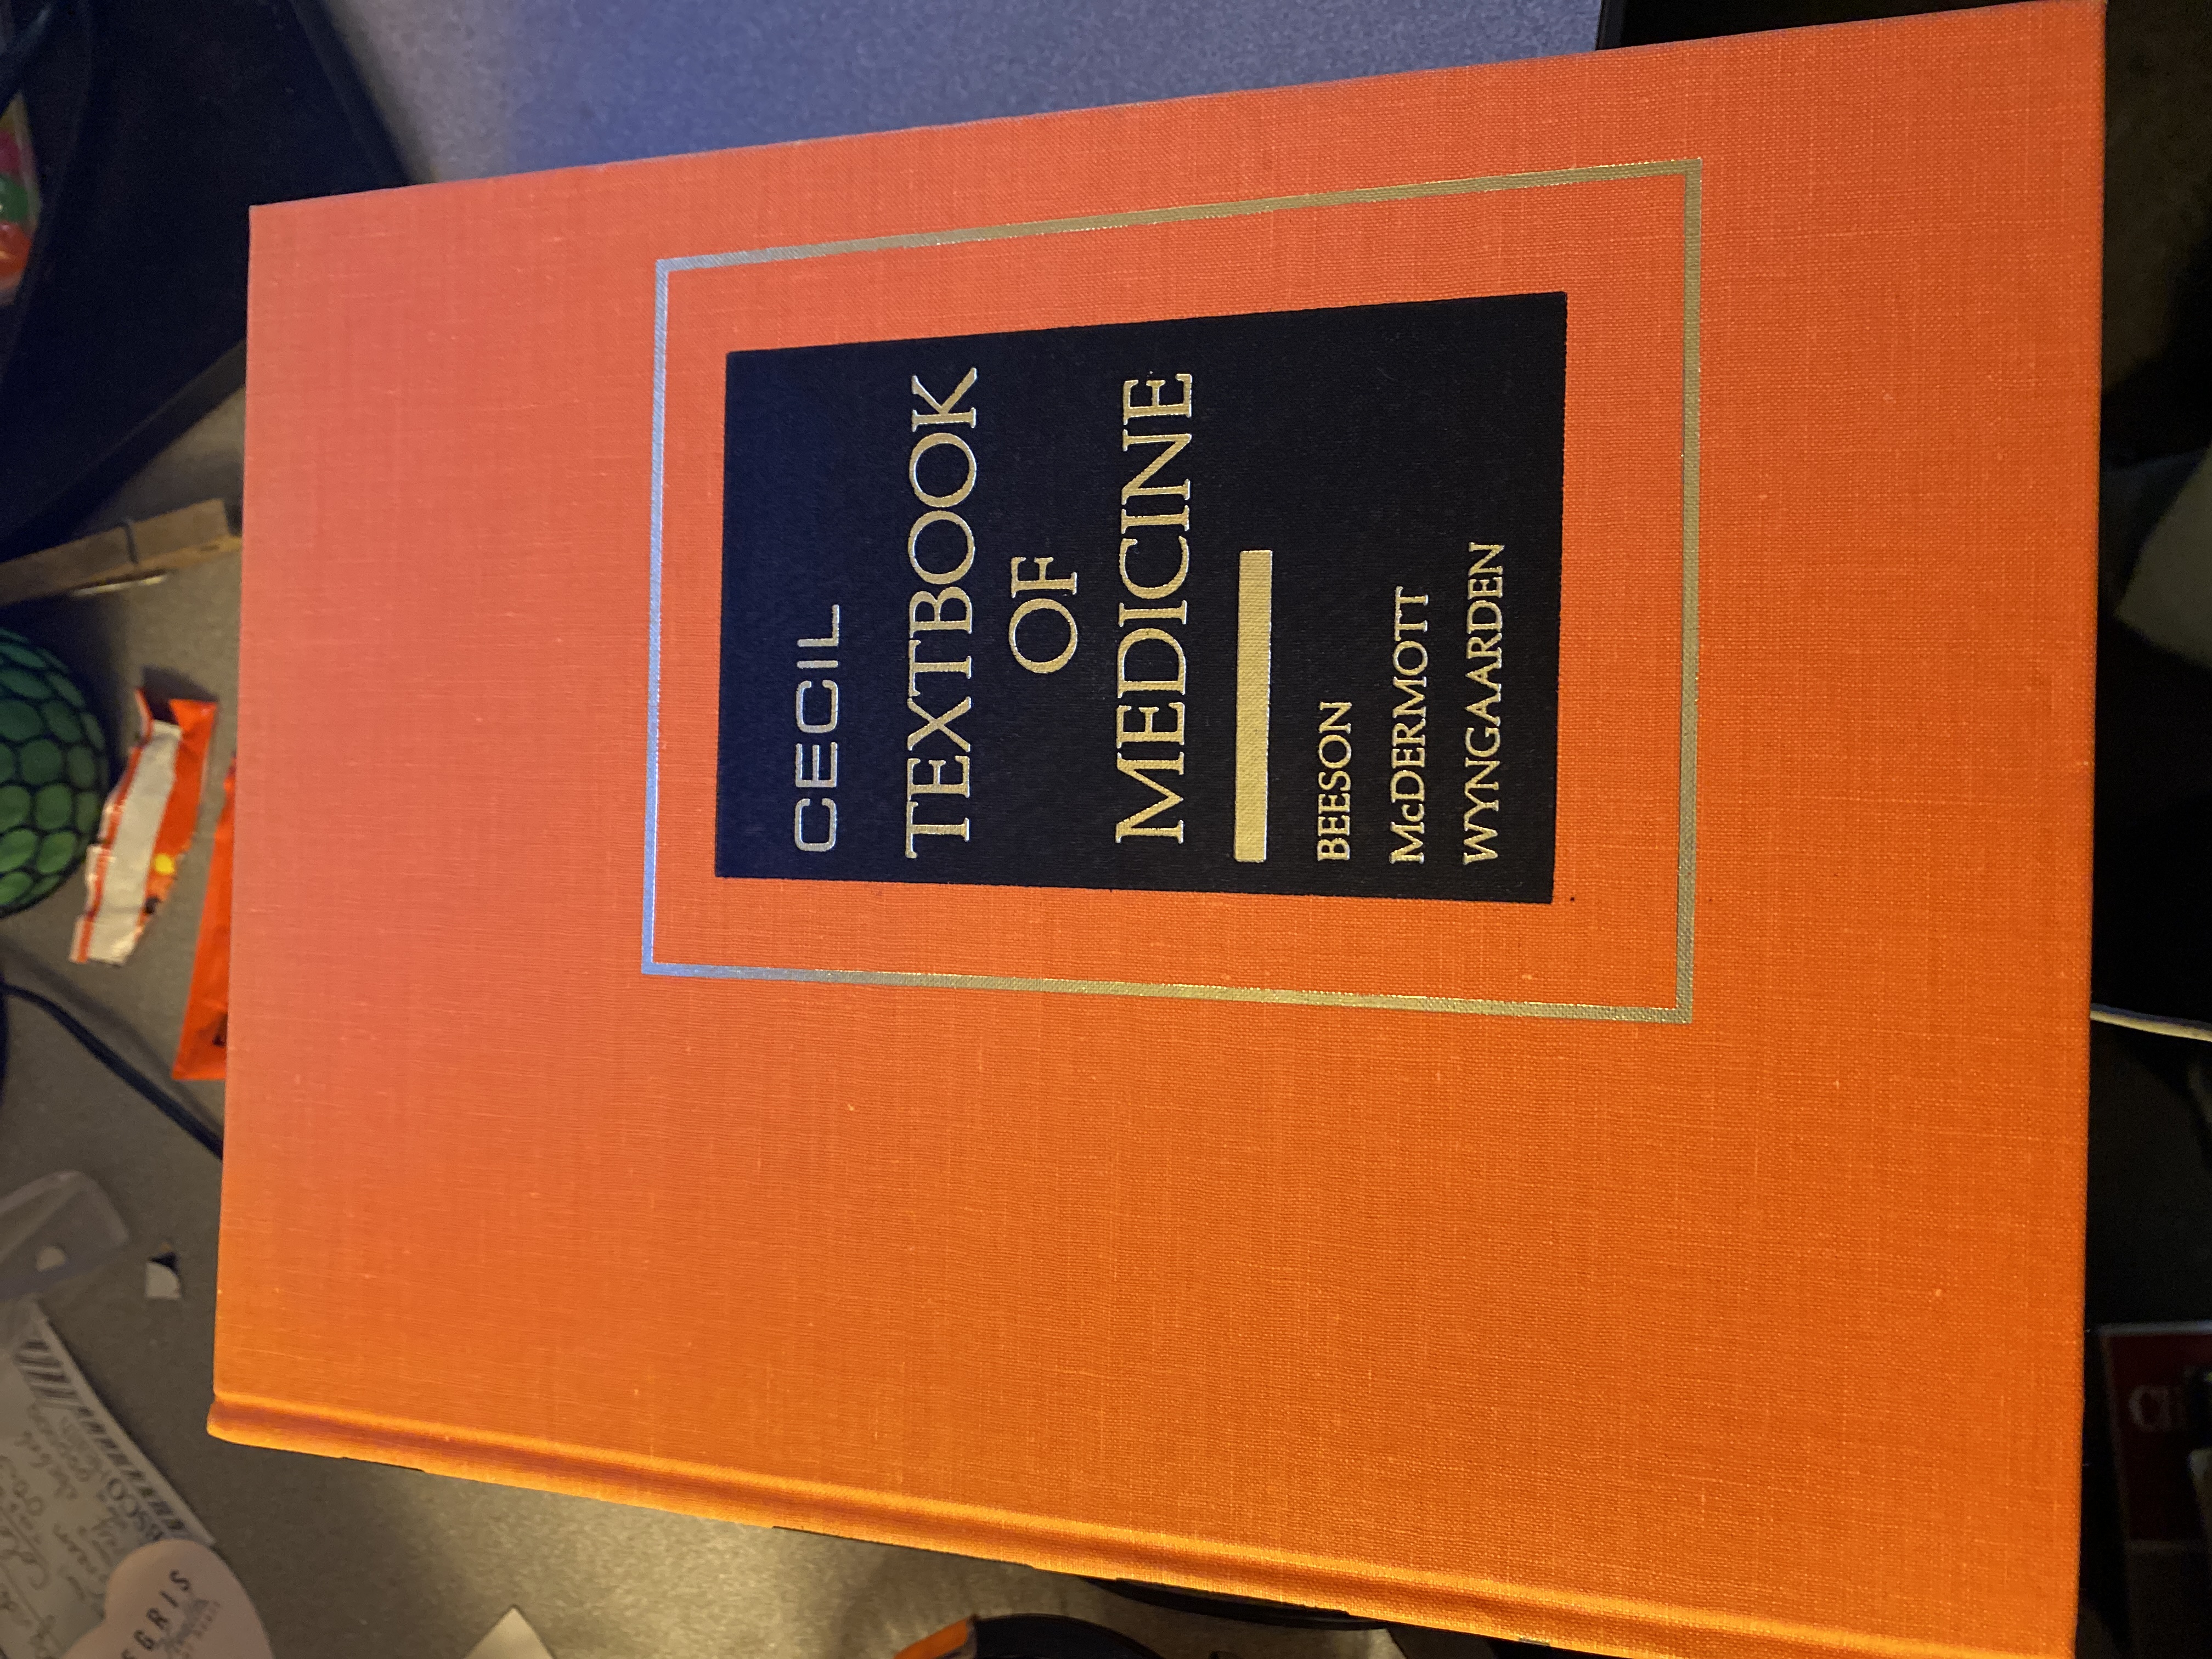 CECIL
TEXTBOOK
OF
MEDICINE
BEESON
McDERMOTT
WYNGAARDEN